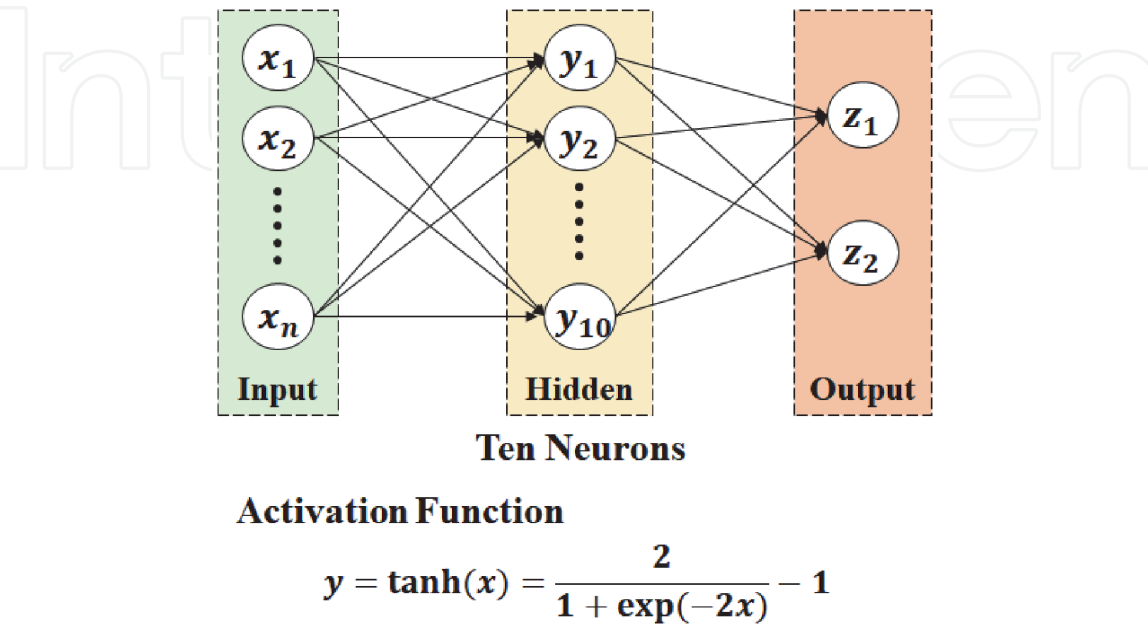 Inten
x₁ y₁
z₁
x₂ y₂
z₂
xₙ y₁₀
Input Hidden Output
Ten Neurons
Activation Function
y = tanh(x) = 2 / (1 + exp(−2x)) − 1